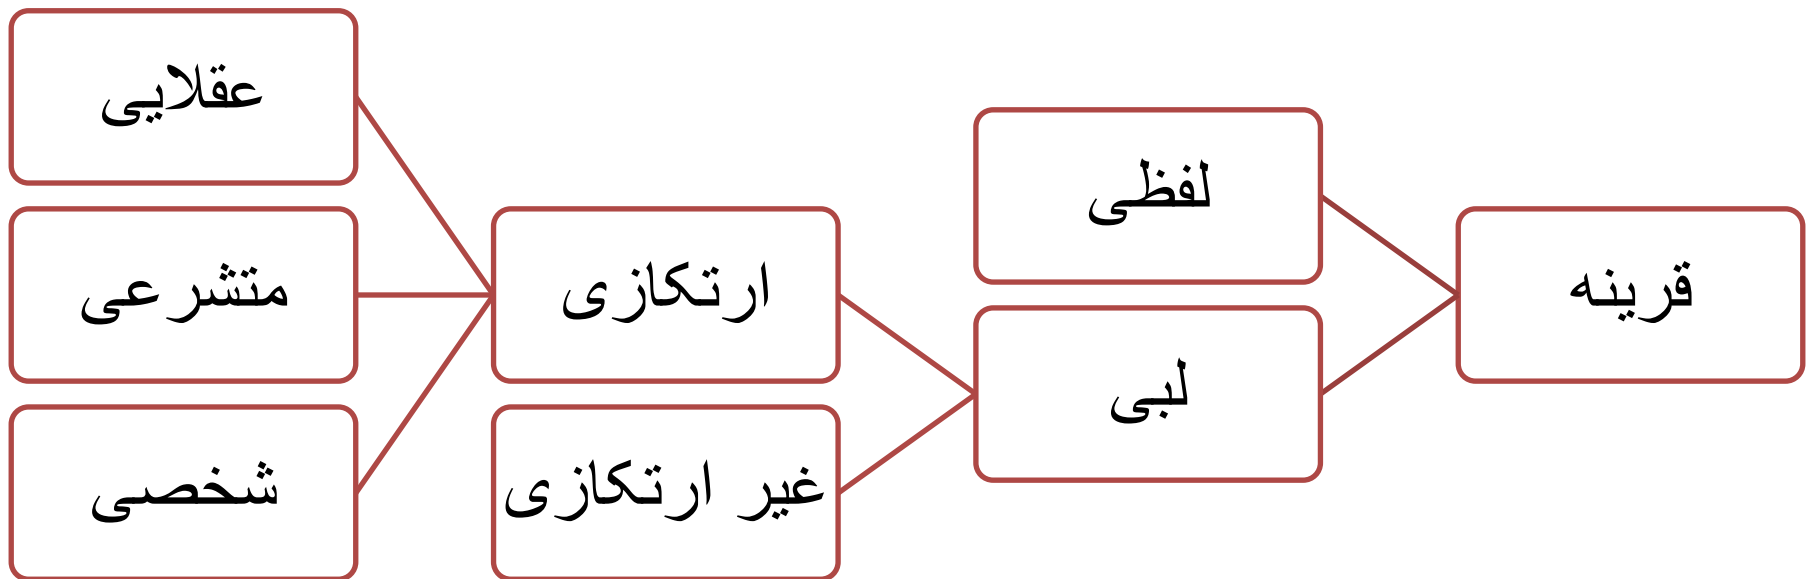 قرینه
لفظی
لبی
ارتکازی
غیر ارتکازی
عقلایی
متشرعی
شخصی